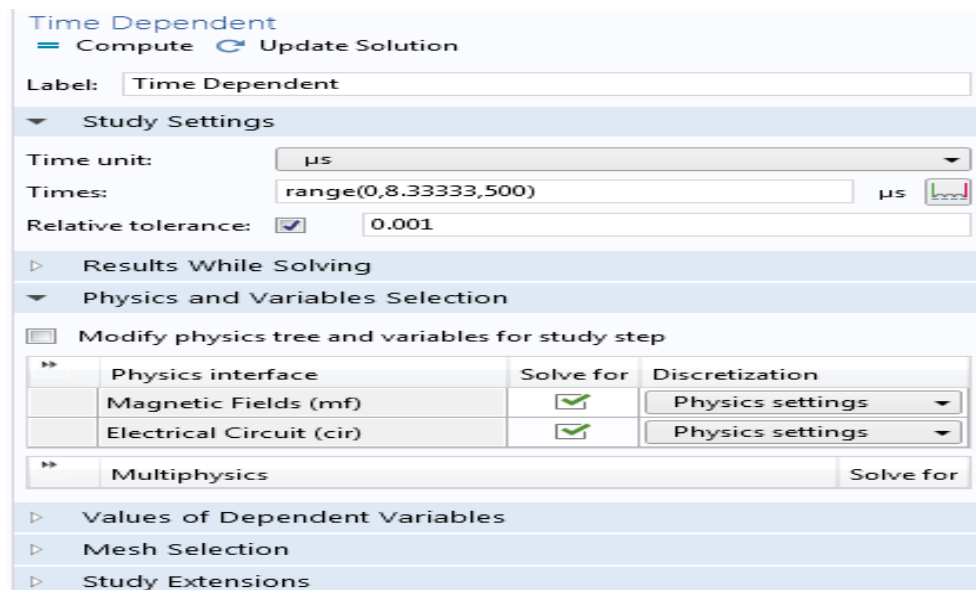 Time Dependent
Compute Update Solution
Label: Time Dependent
Study Settings
Time unit: µs
Times: range(0,8.33333,500) µs
Relative tolerance: 0.001
Results While Solving
Physics and Variables Selection
Modify physics tree and variables for study step
Physics interface Solve for Discretization
Magnetic Fields (mf) Physics settings
Electrical Circuit (cir) Physics settings
Multiphysics Solve for
Values of Dependent Variables
Mesh Selection
Study Extensions